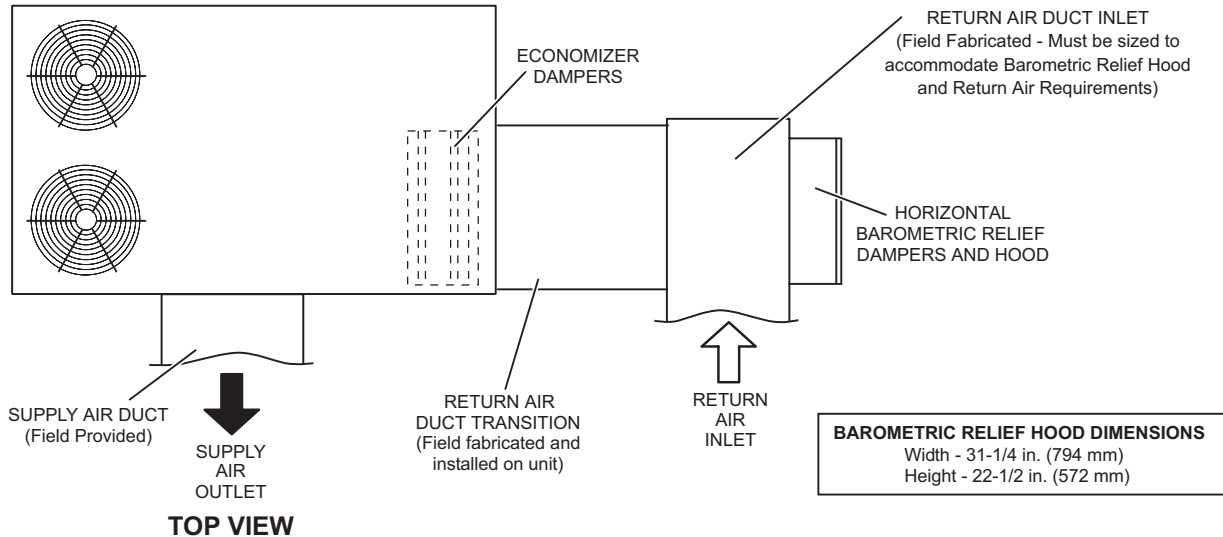 RETURN AIR DUCT INLET
(Field Fabricated - Must be sized to
accommodate Barometric Relief Hood
and Return Air Requirements)
ECONOMIZER
DAMPERS
HORIZONTAL
BAROMETRIC RELIEF
DAMPERS AND HOOD
SUPPLY AIR DUCT
(Field Provided)
SUPPLY
AIR
OUTLET
RETURN AIR
DUCT TRANSITION
(Field fabricated and
installed on unit)
RETURN
AIR
INLET
BAROMETRIC RELIEF HOOD DIMENSIONS
Width - 31-1/4 in. (794 mm)
Height - 22-1/2 in. (572 mm)
TOP VIEW